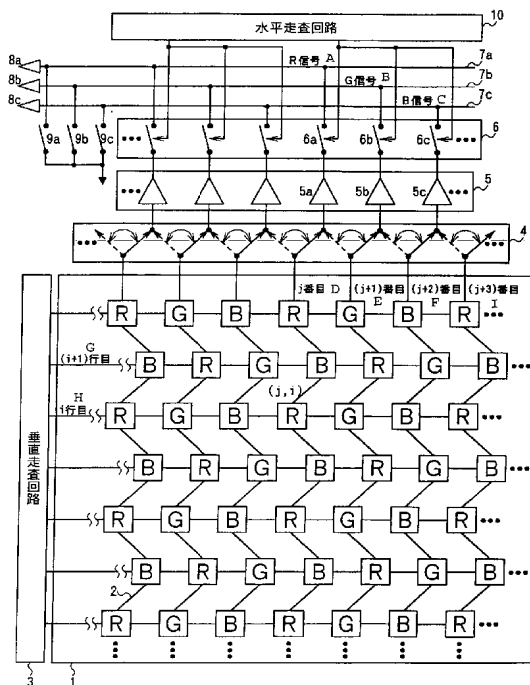 水平走査回路
10
8a
R信号 A
7a
8b
G信号 B
7b
8c
B信号 C
7c
9a 9b 9c
6a 6b 6c
6
5a 5b 5c
5
4
j番目 D (j+1)番目 (j+2)番目 (j+3)番目
E F I
R G B R G B R
G
(i+1)行目
B R G B R G B
H
i行目
(j,i)
R G B R G B R
垂直走査回路
B R G B R G B
R G B R G B R
B R G B R G B
2
R G B R G B R
3
1